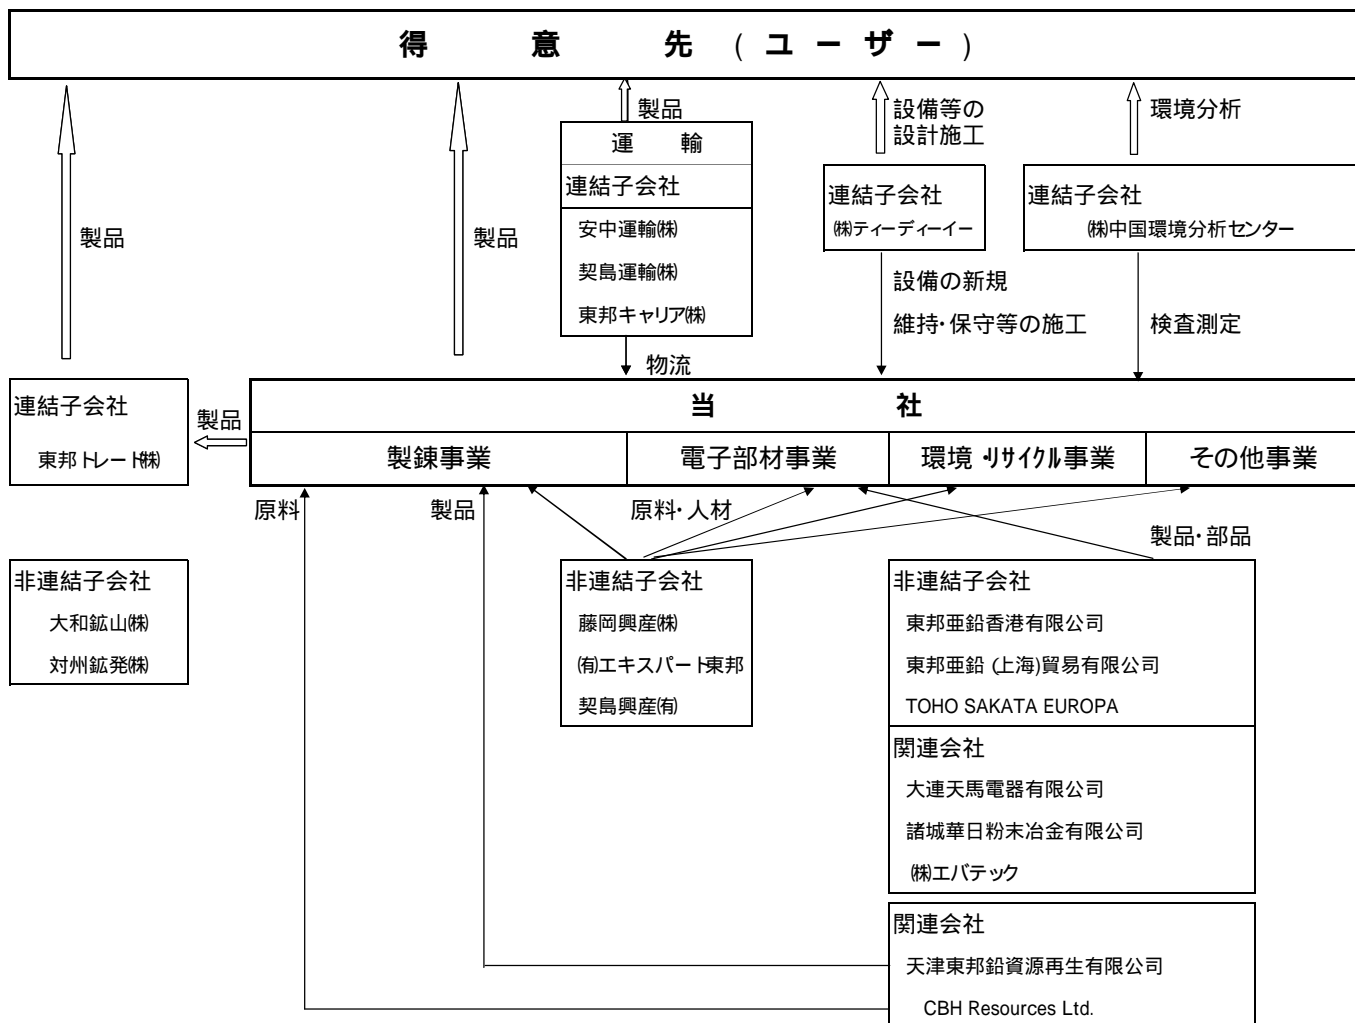 得意先(ユーザー)
製品
製品
製品
設備等の
設計施工
環境分析
運輸
連結子会社
安中運輸㈱
契島運輸㈱
東邦キャリア㈱
連結子会社
㈱ティーディーイー
連結子会社
㈱中国環境分析センター
物流
設備の新規
維持・保守等の施工
検査測定
連結子会社
東邦トレード㈱
製品
当社
製錬事業
電子部材事業
環境・リサイクル事業
その他事業
原料
製品
原料・人材
製品・部品
非連結子会社
大和鉱山㈱
対州鉱発㈱
非連結子会社
藤岡興産㈱
㈲エキスパート東邦
契島興産㈲
非連結子会社
東邦亜鉛香港有限公司
東邦亜鉛(上海)貿易有限公司
TOHO SAKATA EUROPA
関連会社
大連天馬電器有限公司
諸城華日粉末冶金有限公司
㈱エバテック
関連会社
天津東邦鉛資源再生有限公司
CBH Resources Ltd.